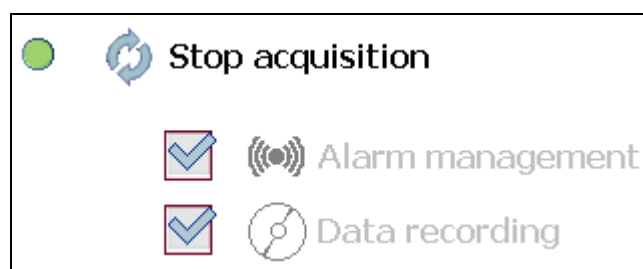 Stop acquisition
Alarm management
Data recording